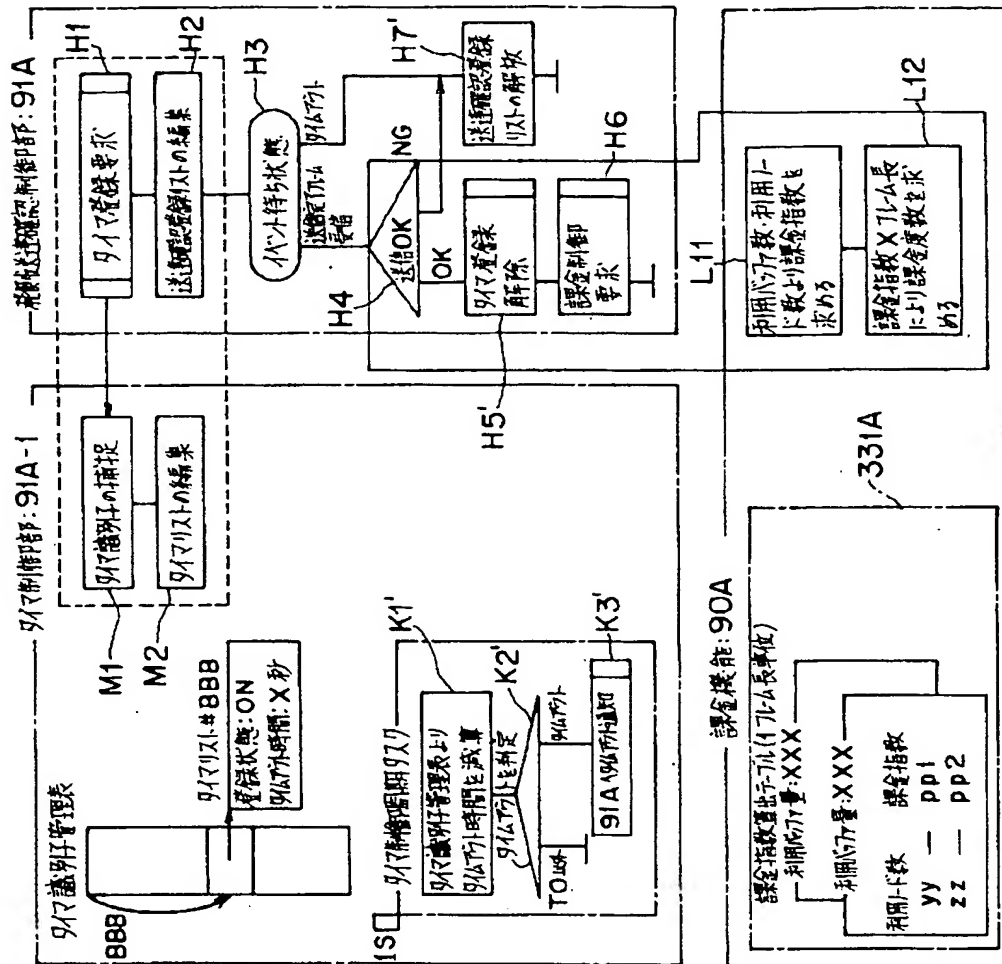 タイマ制御部:91A-1
タイマ識別子管理表
BBB
タイマリスト#BBB
登録状態:ON
タイムアウト時間:X秒
M1
タイマ識別子の捕捉
M2
タイマリストの編集
1S
タイマ制御周期タスク
K1'
タイマ識別子管理表より
タイムアウト時間を減算
K2'
タイムアウトを判定
TO以外
タイムアウト
K3'
91Aへタイムアウト通知
発側送達確認制御部:91A
H1
タイマ登録要求
H2
送達確認登録リストの編集
H3
イベント待ち状態
送信完了フレーム
受信
タイムアウト
H4
送信OK
OK
NG
H5'
タイマ登録
解除
H6
課金制御
要求
H7'
送達確認登録
リストの解放
課金機能:90A
331A
課金指数算出テーブル(1フレーム長単位)
利用バッファ量:XXX
利用バッファ量:XXX
利用ノード数
課金指数
yy — pp1
zz — pp2
L11
利用バッファ数・利用ノー
ド数より課金指数を
求める
L12
課金指数Xフレーム長
により課金度数を求
める